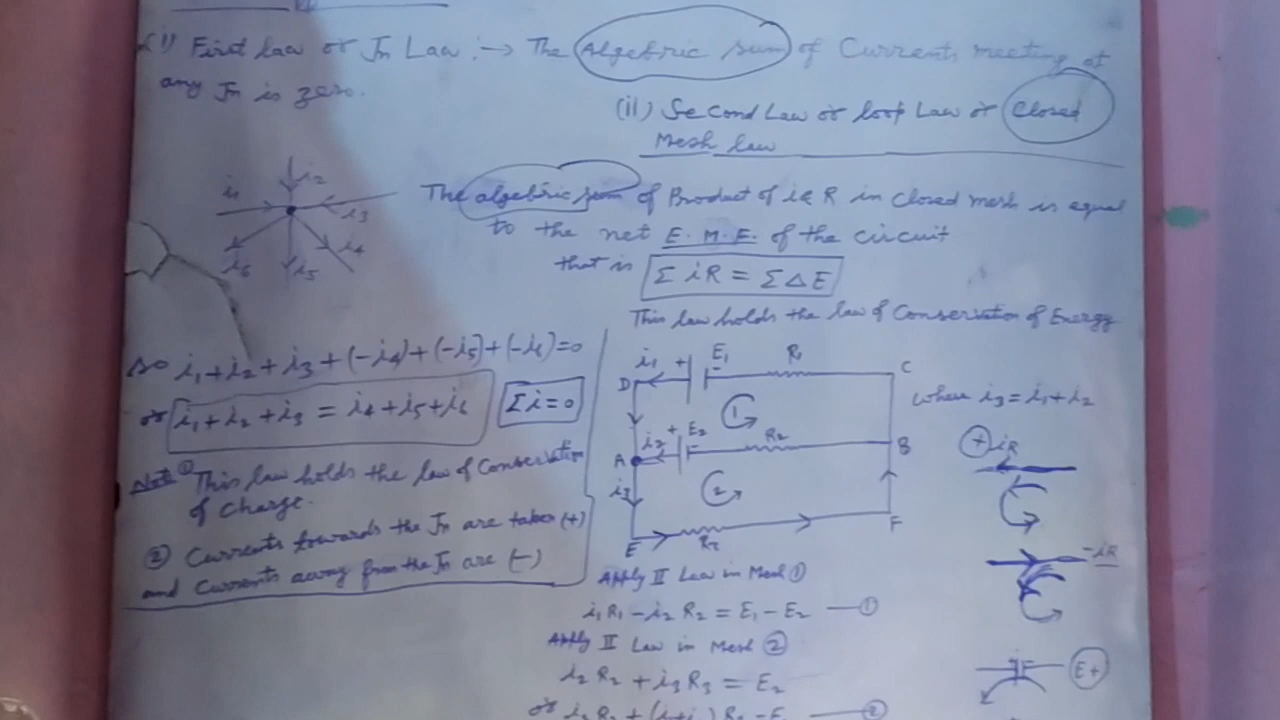 (i) First law or Jn Law :→ The Algebric sum of Currents meeting at
any Jn is zero.
(ii) Second Law or loop Law or Closed
Mesh law
i1
i2
i3
i4
i5
i6
The algebric sum of Product of i & R in Closed mesh is equal
to the net E.M.F. of the circuit
that is Σ iR = Σ Δ E
This law holds the law of Conservation of Energy
so i1+i2+i3+(-i4)+(-i5)+(-i6)=0
or i1+i2+i3 = i4+i5+i6
Σi=0
Note ① This law holds the law of Conservation
of Charge.
② Currents towards the Jn are taken (+)
and Currents away from the Jn are (-)
D i1 + E1 - R1 C
where i3=i1+i2
1
A i2 + E2 - R2 B
i3
2
E R2 F
+ iR
-iR
E+
Apply II Law in Mesh ①
i1R1-i2R2 = E1-E2 —①
Apply II Law in Mesh ②
i2R2+i3R3 = E2
or i2R2+ —②